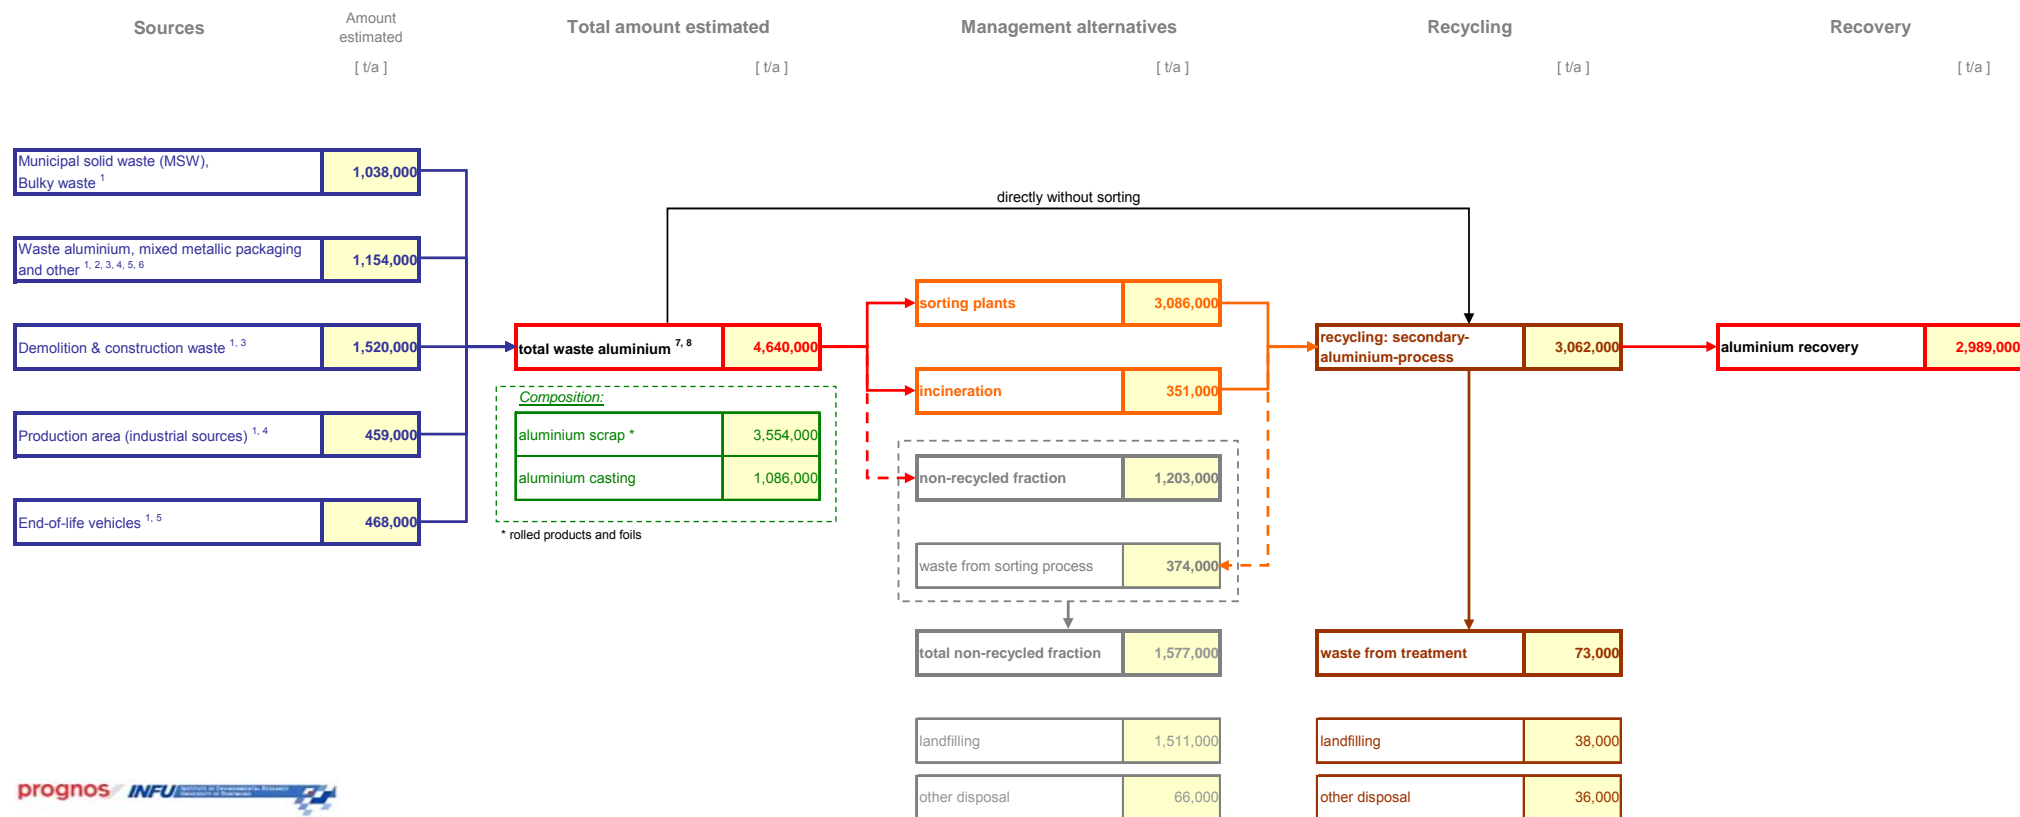 Sources
Amount
estimated
Total amount estimated
Management alternatives
Recycling
Recovery
[ t/a ]
[ t/a ]
[ t/a ]
[ t/a ]
[ t/a ]
Municipal solid waste (MSW),
Bulky waste 1
1,038,000
directly without sorting
Waste aluminium, mixed metallic packaging
and other 1, 2, 3, 4, 5, 6
1,154,000
sorting plants
3,086,000
Demolition & construction waste 1, 3
1,520,000
total waste aluminium 7, 8
4,640,000
recycling: secondary-
aluminium-process
3,062,000
aluminium recovery
2,989,000
incineration
351,000
Composition:
Production area (industrial sources) 1, 4
459,000
aluminium scrap *
3,554,000
aluminium casting
1,086,000
non-recycled fraction
1,203,000
End-of-life vehicles 1, 5
468,000
* rolled products and foils
waste from sorting process
374,000
total non-recycled fraction
1,577,000
waste from treatment
73,000
landfilling
1,511,000
landfilling
38,000
prognos
INFU
INSTITUTE OF ENVIRONMENTAL RESEARCH
UNIVERSITY OF DORTMUND
other disposal
66,000
other disposal
36,000